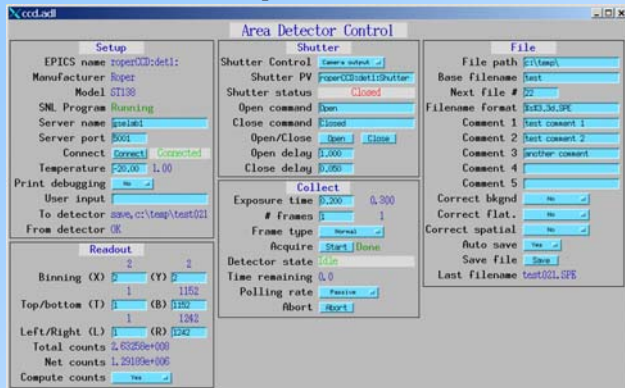 ccd.adl
Area Detector Control
Setup
EPICS name roperCCD:det1:
Manufacturer Roper
Model ST138
SNL Program Running
Server name gselab1
Server port 5001
Connect Connect Connected
Temperature -20.00 1.00
Print debugging No
User input
To detector save,c:\temp\test021
From detector OK
Readout
2 2
Binning (X) 2 (Y) 2
1 1152
Top/bottom (T) 1 (B) 1152
1 1242
Left/Right (L) 1 (R) 1242
Total counts 2.63258e+008
Net counts 1.29189e+006
Compute counts Yes
Shutter
Shutter Control Camera output
Shutter PV roperCCD:det1:Shutter
Shutter status Closed
Open command Open
Close command Closed
Open/Close Open Close
Open delay 1.000
Close delay 0.050
Collect
Exposure time 0.200 0.300
# frames 1 1
Frame type Normal
Acquire Start Done
Detector state Idle
Time remaining 0.0
Polling rate Passive
Abort Abort
File
File path c:\temp\
Base filename test
Next file # 22
Filename format %s%3.3d.SPE
Comment 1 test comment 1
Comment 2 test comment 2
Comment 3 another comment
Comment 4
Comment 5
Correct bkgnd No
Correct flat. No
Correct spatial No
Auto save Yes
Save file Save
Last filename test021.SPE